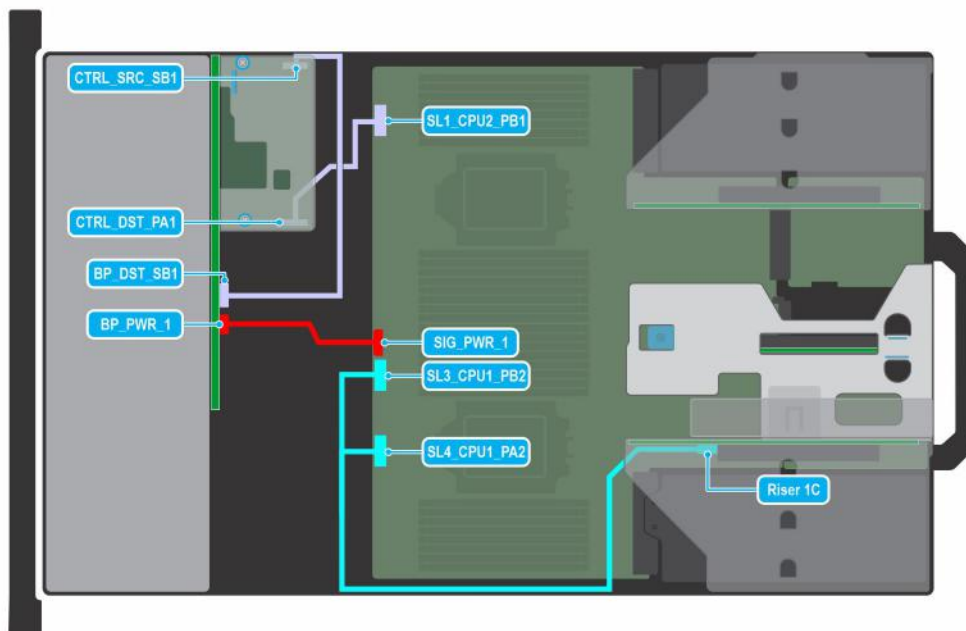 CTRL_SRC_SB1
SL1_CPU2_PB1
CTRL_DST_PA1
BP_DST_SB1
BP_PWR_1
SIG_PWR_1
SL3_CPU1_PB2
SL4_CPU1_PA2
Riser 1C